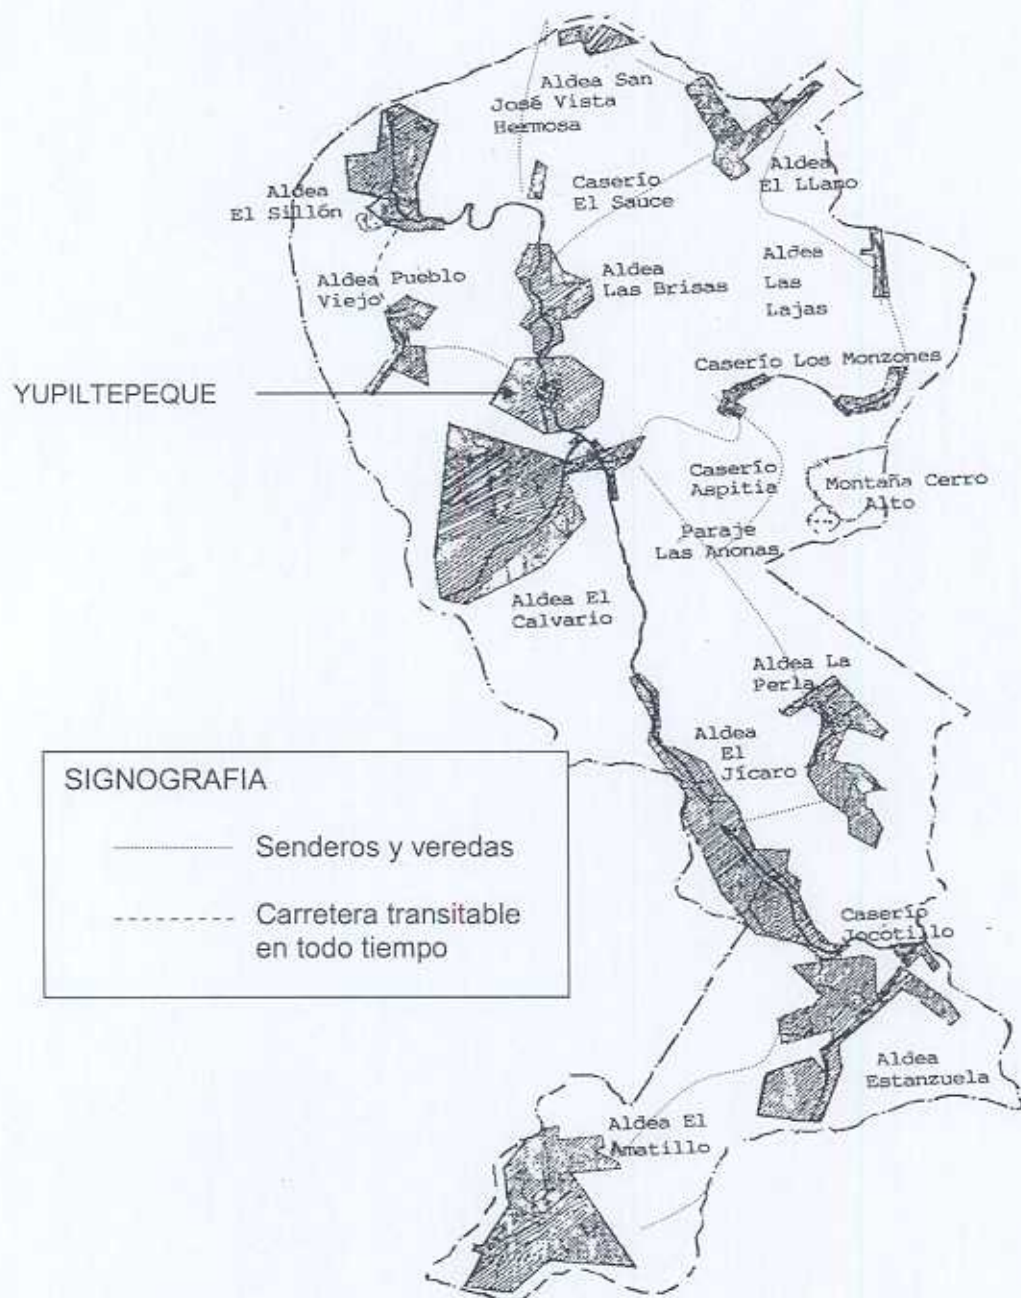 Aldea San
José Vista
Hermosa
Aldea
El LLano
Caserío
El Sauce
Aldea
El Sillón
Aldea Pueblo
Viejo
Aldea
Las Brisas
Aldea
Las
Lajas
Caserío Los Monzones
YUPILTEPEQUE
Caserío
Aspitia
Montaña Cerro
Alto
Paraje
Las Anonas
Aldea El
Calvario
Aldea La
Perla
Aldea
El
Jícaro
SIGNOGRAFIA
Senderos y veredas
Carretera transitable
en todo tiempo
Caserío
Jocotillo
Aldea
Estanzuela
Aldea El
Amatillo